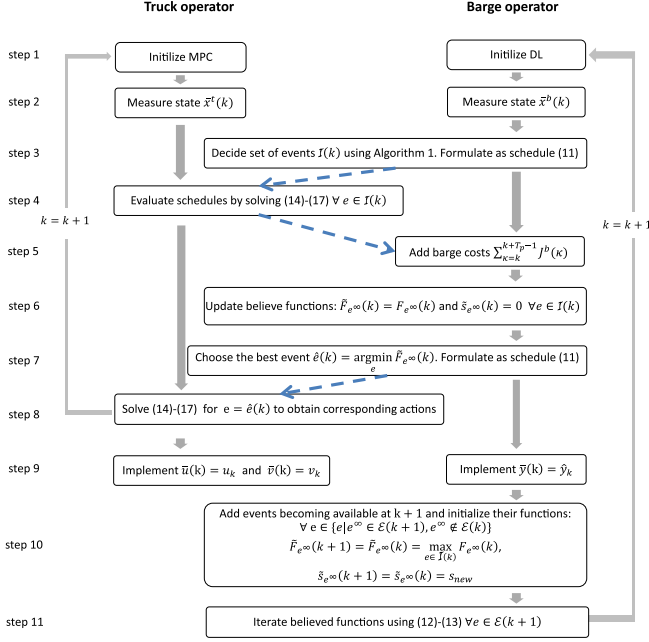 Truck operator
Barge operator
step 1
Initilize MPC
Initilize DL
step 2
Measure state x̄ᵗ(k)
Measure state x̄ᵇ(k)
step 3
Decide set of events I(k) using Algorithm 1. Formulate as schedule (11)
step 4
Evaluate schedules by solving (14)-(17) ∀ e ∈ I(k)
k = k + 1
k = k + 1
step 5
Add barge costs ∑_{κ=k}^{k+T_p−1} Jᵇ(κ)
step 6
Update believe functions: F̃_{e^∞}(k) = F_{e^∞}(k) and s̃_{e^∞}(k) = 0 ∀e ∈ I(k)
step 7
Choose the best event ê(k) = argmin_e F̃_{e^∞}(k). Formulate as schedule (11)
step 8
Solve (14)-(17) for e = ê(k) to obtain corresponding actions
step 9
Implement ū(k) = u_k and v̄(k) = v_k
Implement ȳ(k) = ŷ_k
step 10
Add events becoming available at k + 1 and initialize their functions:
∀ e ∈ {e|e^∞ ∈ ℰ(k+1), e^∞ ∉ ℰ(k)}
F̃_{e^∞}(k+1) = F̃_{e^∞}(k) = max_{e∈I(k)} F_{e^∞}(k),
s̃_{e^∞}(k+1) = s̃_{e^∞}(k) = s_{new}
step 11
Iterate believed functions using (12)-(13) ∀e ∈ ℰ(k+1)